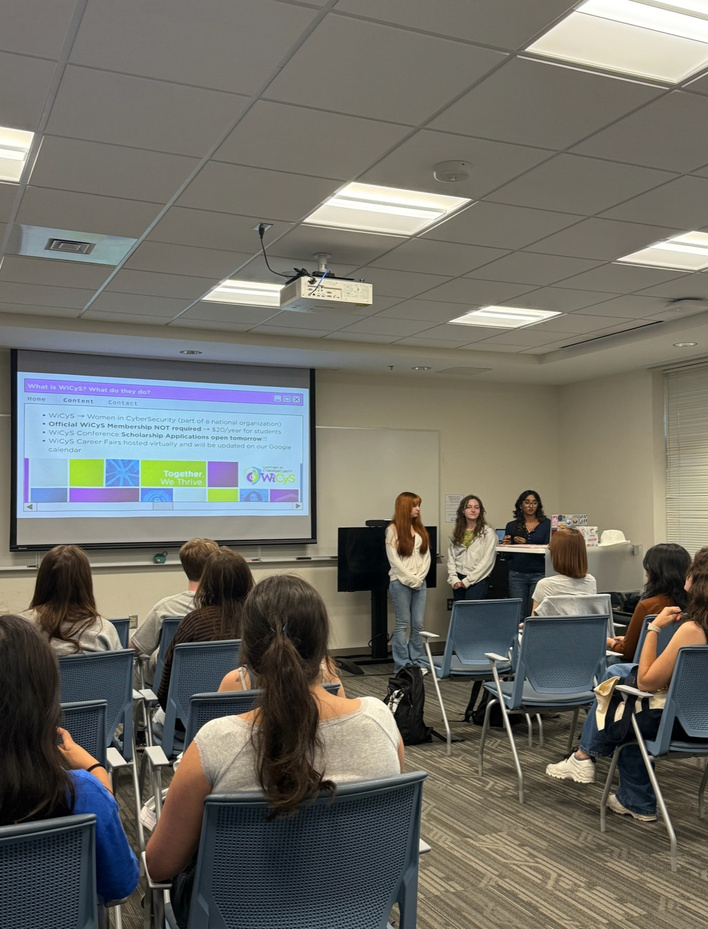 What is WiCyS? What do they do?
Home Content Contact
• WiCyS → Women in CyberSecurity (part of a national organization)
• Official WiCyS Membership NOT required → $20/year for students
• WiCyS Conference Scholarship Applications open tomorrow!!
• WiCyS Career Fairs hosted virtually and will be updated on our Google
calendar
Together,
We Thrive.
WiCyS